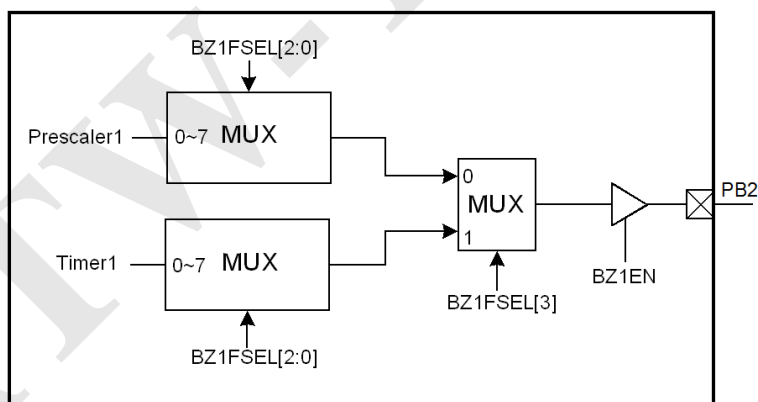 BZ1FSEL[2:0]
Prescaler1
0~7 MUX
0
MUX
1
PB2
Timer1
0~7 MUX
BZ1EN
BZ1FSEL[3]
BZ1FSEL[2:0]